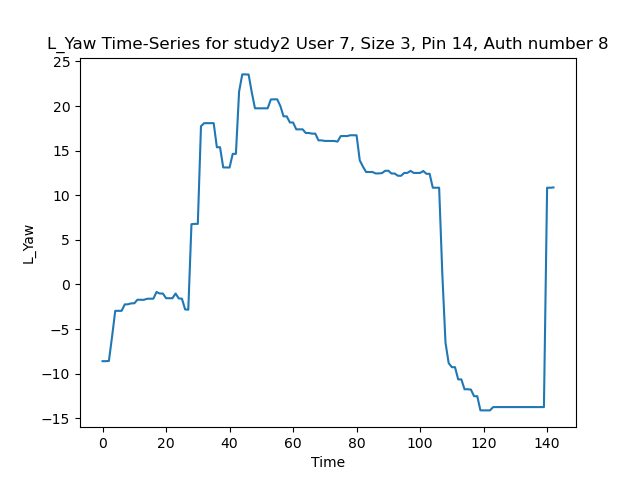 L_Yaw Time-Series for study2 User 7, Size 3, Pin 14, Auth number 8
25
20
15
10
5
0
−5
−10
−15
L_Yaw
0 20 40 60 80 100 120 140
Time